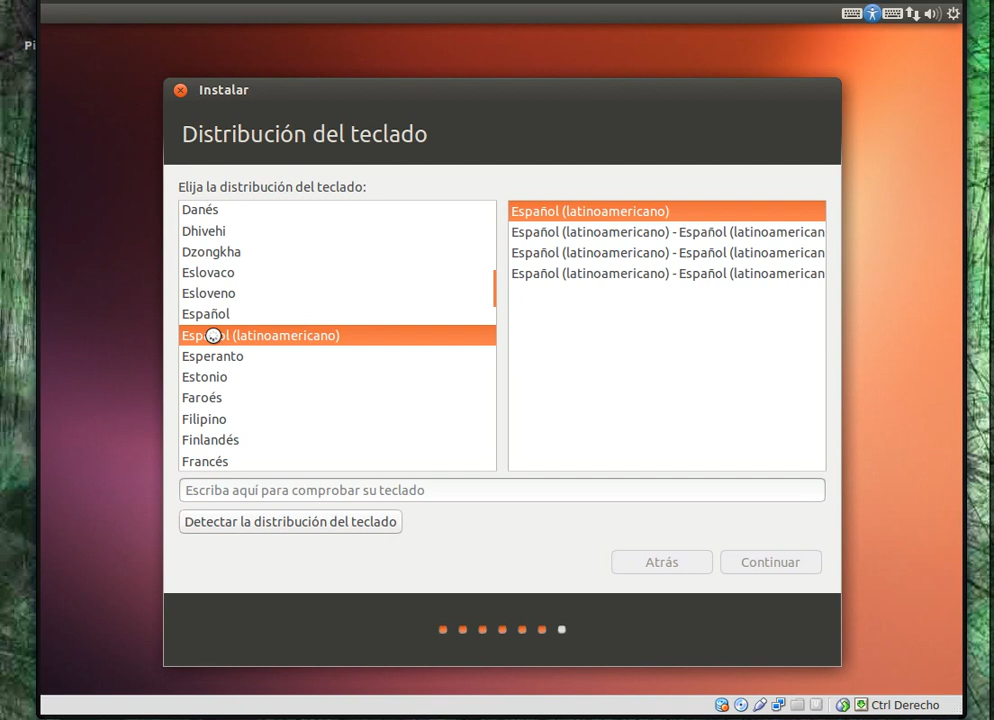 Pi
Instalar
Distribución del teclado
Elija la distribución del teclado:
Danés
Dhivehi
Dzongkha
Eslovaco
Esloveno
Español
Español (latinoamericano)
Esperanto
Estonio
Faroés
Filipino
Finlandés
Francés
Español (latinoamericano)
Español (latinoamericano) - Español (latinoamerican
Español (latinoamericano) - Español (latinoamerican
Español (latinoamericano) - Español (latinoamerican
Escriba aquí para comprobar su teclado
Detectar la distribución del teclado
Atrás
Continuar
Ctrl Derecho